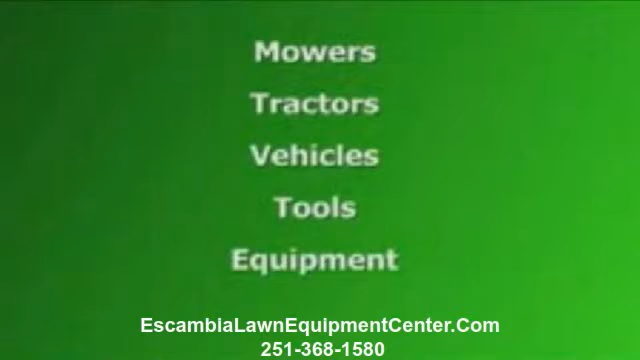 Mowers
Tractors
Vehicles
Tools
Equipment
EscambiaLawnEquipmentCenter.Com
251-368-1580